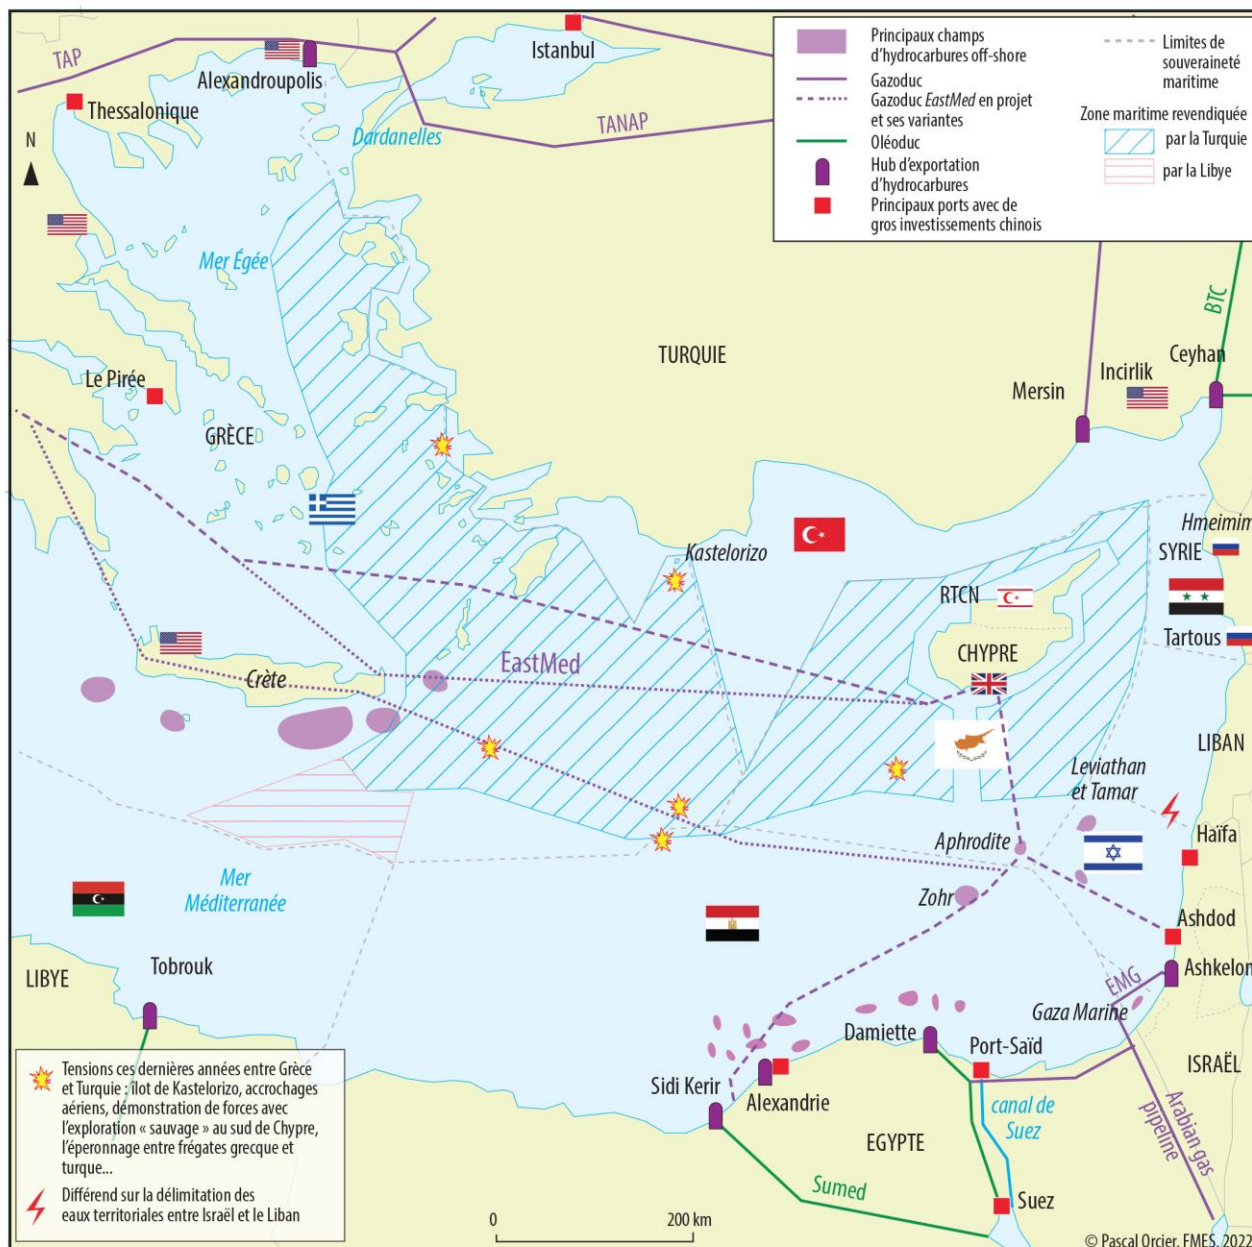 TAP
Alexandroupolis
Istanbul
Thessalonique
Dardanelles
TANAP
N
Principaux champs
d'hydrocarbures off-shore
Gazoduc
Gazoduc EastMed en projet
et ses variantes
Oléoduc
Hub d'exportation
d'hydrocarbures
Principaux ports avec de
gros investissements chinois
Limites de
souveraineté
maritime
Zone maritime revendiquée
par la Turquie
par la Libye
Mer Égée
BTC
TURQUIE
Ceyhan
Incirlik
Mersin
Le Pirée
GRÈCE
Kastelorizo
Hmeimim
SYRIE
RTCN
Tartous
CHYPRE
EastMed
Crète
LIBAN
Leviathan
et Tamar
Haïfa
Aphrodite
Mer
Méditerranée
Zohr
Ashdod
LIBYE
Tobrouk
EMG
Ashkelon
Gaza Marine
Damiette
Port-Saïd
ISRAËL
Sidi Kerir
Alexandrie
canal de
Suez
EGYPTE
Arabian gas
pipeline
Sumed
Suez
Tensions ces dernières années entre Grèce
et Turquie : îlot de Kastelorizo, accrochages
aériens, démonstration de forces avec
l'exploration « sauvage » au sud de Chypre,
l'éperonnage entre frégates grecque et
turque...
Différend sur la délimitation des
eaux territoriales entre Israël et le Liban
0
200 km
© Pascal Orcier, FMES, 2022